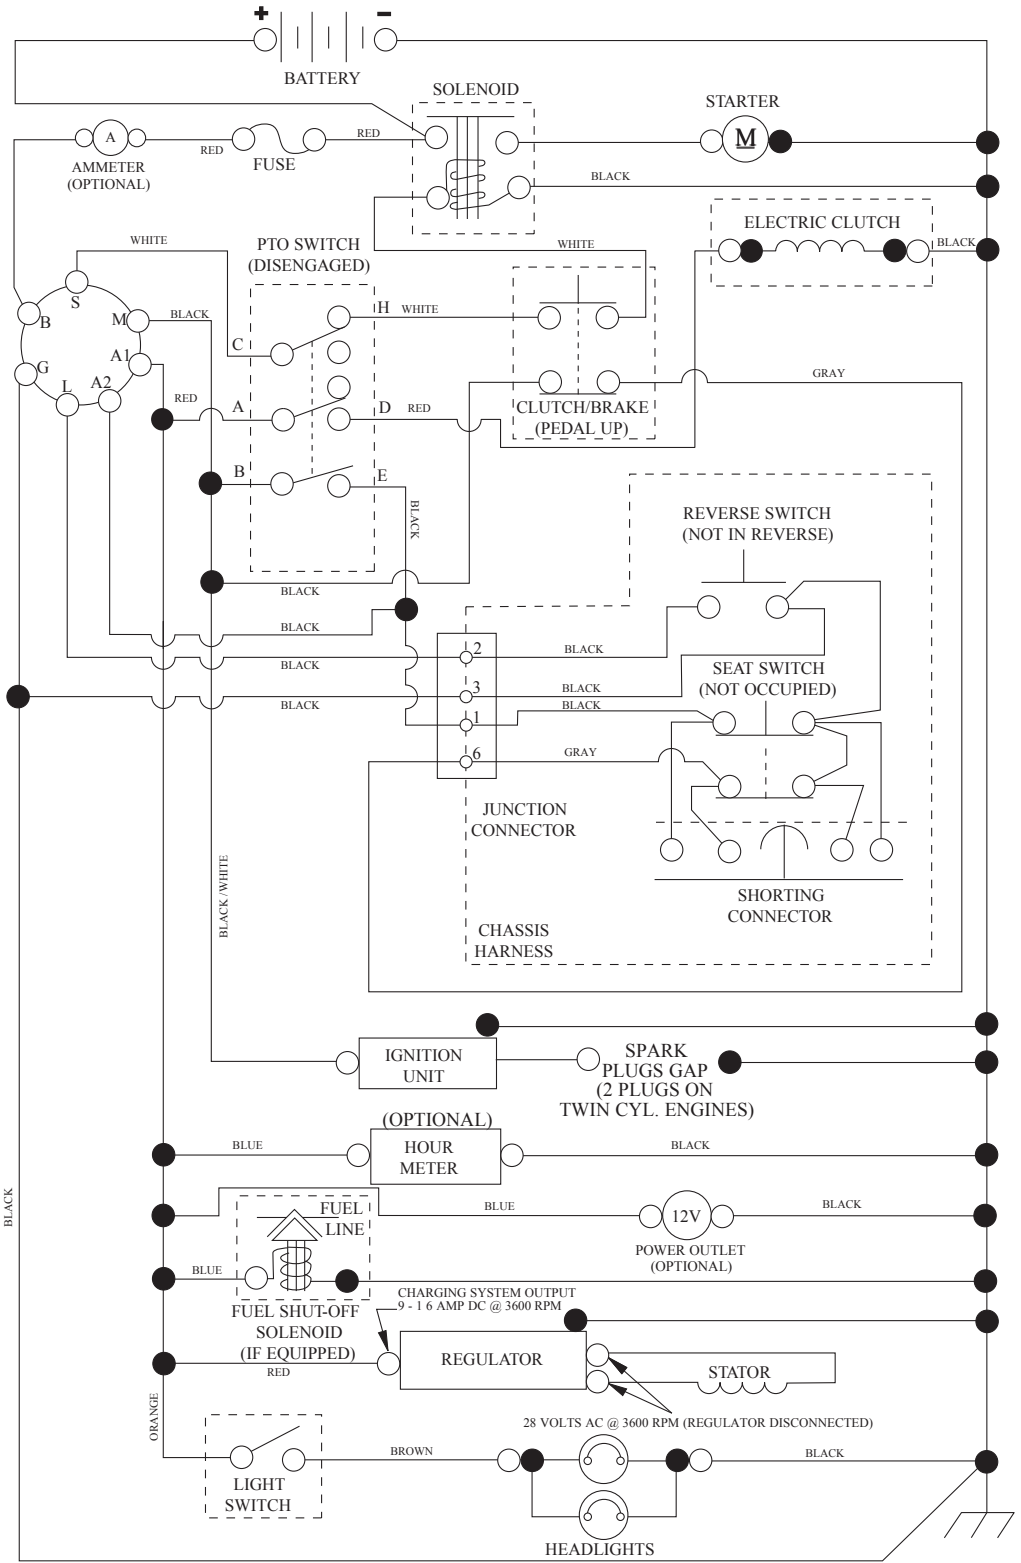 + −
BATTERY
SOLENOID
STARTER
A
M
RED
RED
FUSE
AMMETER
(OPTIONAL)
BLACK
ELECTRIC CLUTCH
BLACK
WHITE
PTO SWITCH
(DISENGAGED)
WHITE
S
B
M
BLACK
H
WHITE
C
A1
G
L
A2
RED
A
D
RED
CLUTCH/BRAKE
(PEDAL UP)
GRAY
B
E
BLACK
REVERSE SWITCH
(NOT IN REVERSE)
BLACK
BLACK
2
BLACK
BLACK
SEAT SWITCH
(NOT OCCUPIED)
3
BLACK
BLACK
BLACK
1
6
GRAY
JUNCTION
CONNECTOR
BLACK / WHITE
SHORTING
CONNECTOR
CHASSIS
HARNESS
IGNITION
UNIT
SPARK
PLUGS GAP
(2 PLUGS ON
TWIN CYL. ENGINES)
(OPTIONAL)
HOUR
METER
BLUE
BLACK
BLACK
FUEL
LINE
BLUE
12V
BLACK
POWER OUTLET
(OPTIONAL)
BLUE
FUEL SHUT-OFF
SOLENOID
(IF EQUIPPED)
CHARGING SYSTEM OUTPUT
9 - 1 6 AMP DC @ 3600 RPM
RED
REGULATOR
STATOR
28 VOLTS AC @ 3600 RPM (REGULATOR DISCONNECTED)
ORANGE
LIGHT
SWITCH
BROWN
BLACK
HEADLIGHTS